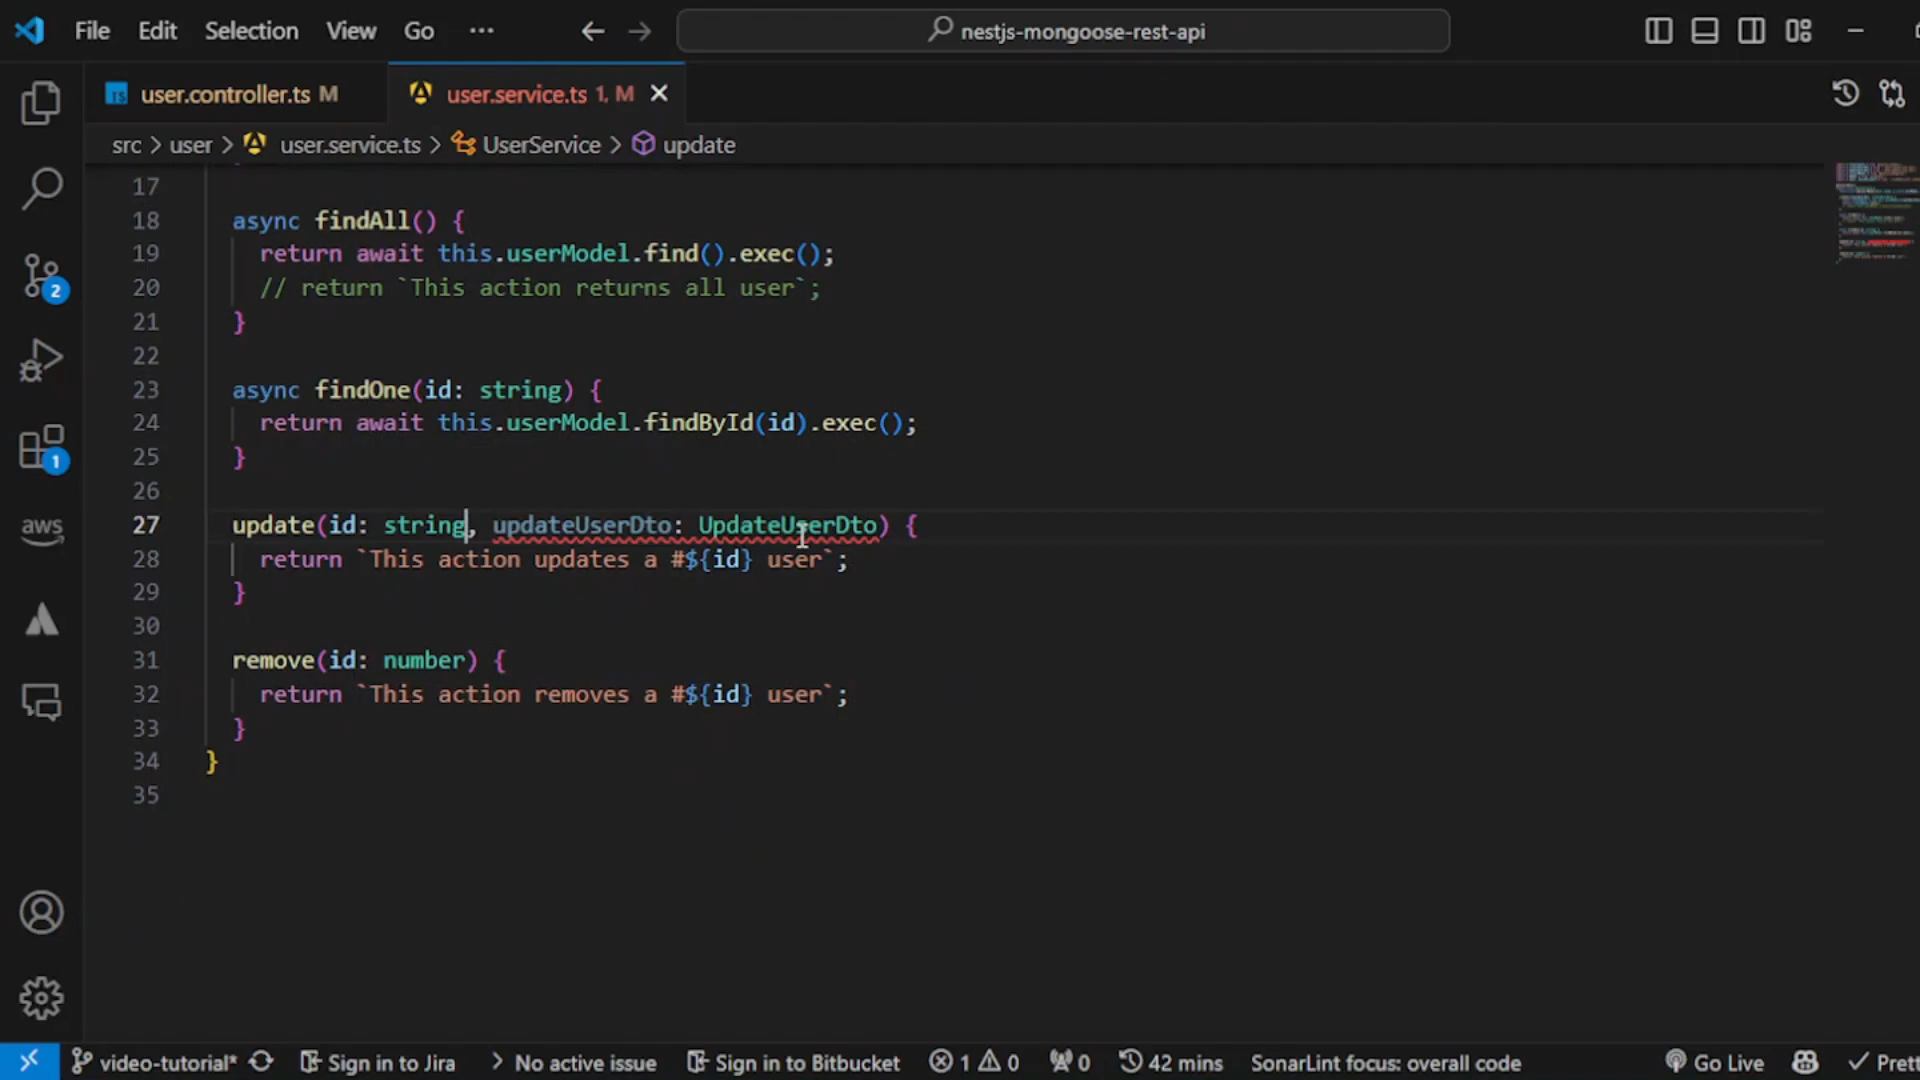 File Edit Selection View Go ··· nestjs-mongoose-rest-api
TS user.controller.ts M user.service.ts 1, M
src > user > user.service.ts > UserService > update
17
18 async findAll() {
19 return await this.userModel.find().exec();
20 // return `This action returns all user`;
21 }
22
23 async findOne(id: string) {
24 return await this.userModel.findById(id).exec();
25 }
26
27 update(id: string, updateUserDto: UpdateUserDto) {
28 return `This action updates a #${id} user`;
29 }
30
31 remove(id: number) {
32 return `This action removes a #${id} user`;
33 }
34 }
35
2
1
aws
video-tutorial* Sign in to Jira > No active issue Sign in to Bitbucket 1 0 0 42 mins SonarLint focus: overall code Go Live Prett